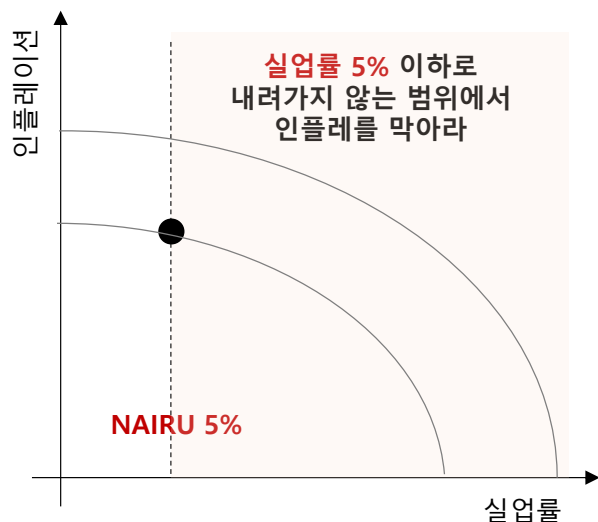 인플레이션
실업률 5% 이하로
내려가지 않는 범위에서
인플레를 막아라
NAIRU 5%
실업률